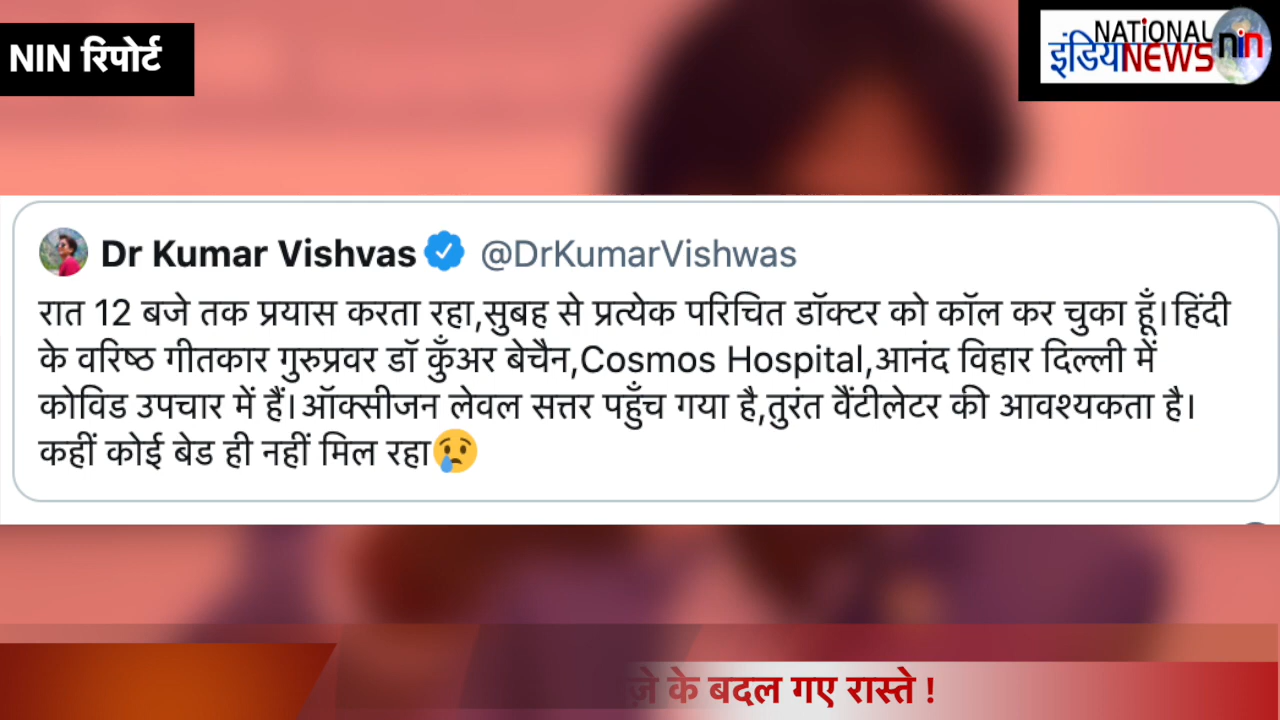 NIN रिपोर्ट
NATiONAL
इंडिया NEWS nin
Dr Kumar Vishvas @DrKumarVishwas
रात 12 बजे तक प्रयास करता रहा,सुबह से प्रत्येक परिचित डॉक्टर को कॉल कर चुका हूँ।हिंदी
के वरिष्ठ गीतकार गुरुप्रवर डॉ कुँअर बेचैन,Cosmos Hospital,आनंद विहार दिल्ली में
कोविड उपचार में हैं।ऑक्सीजन लेवल सत्तर पहुँच गया है,तुरंत वैंटीलेटर की आवश्यकता है।
कहीं कोई बेड ही नहीं मिल रहा😢
के बदल गए रास्ते !